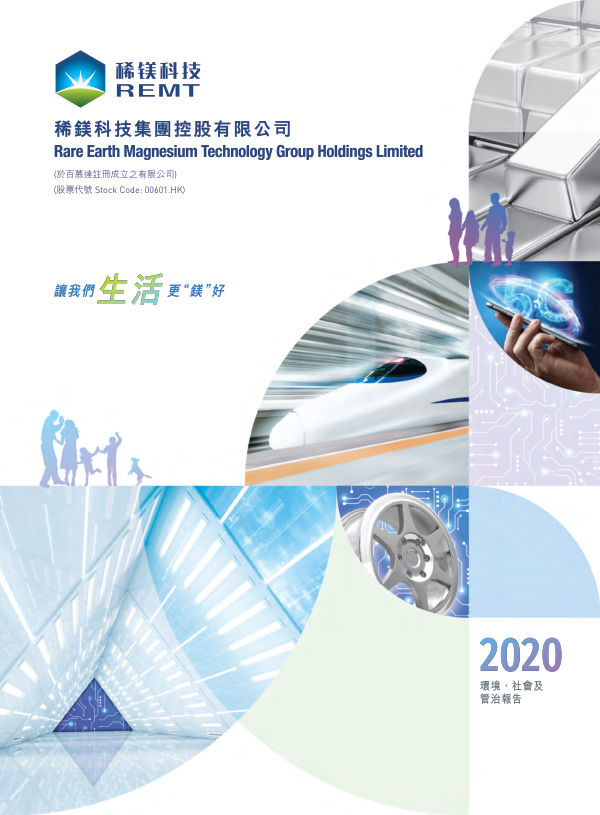 稀鎂科技
REMT
稀鎂科技集團控股有限公司
Rare Earth Magnesium Technology Group Holdings Limited
(於百慕達註冊成立之有限公司)
(股票代號 Stock Code: 00601.HK)
讓我們生活更“鎂”好
5G
2020
環境、社會及
管治報告